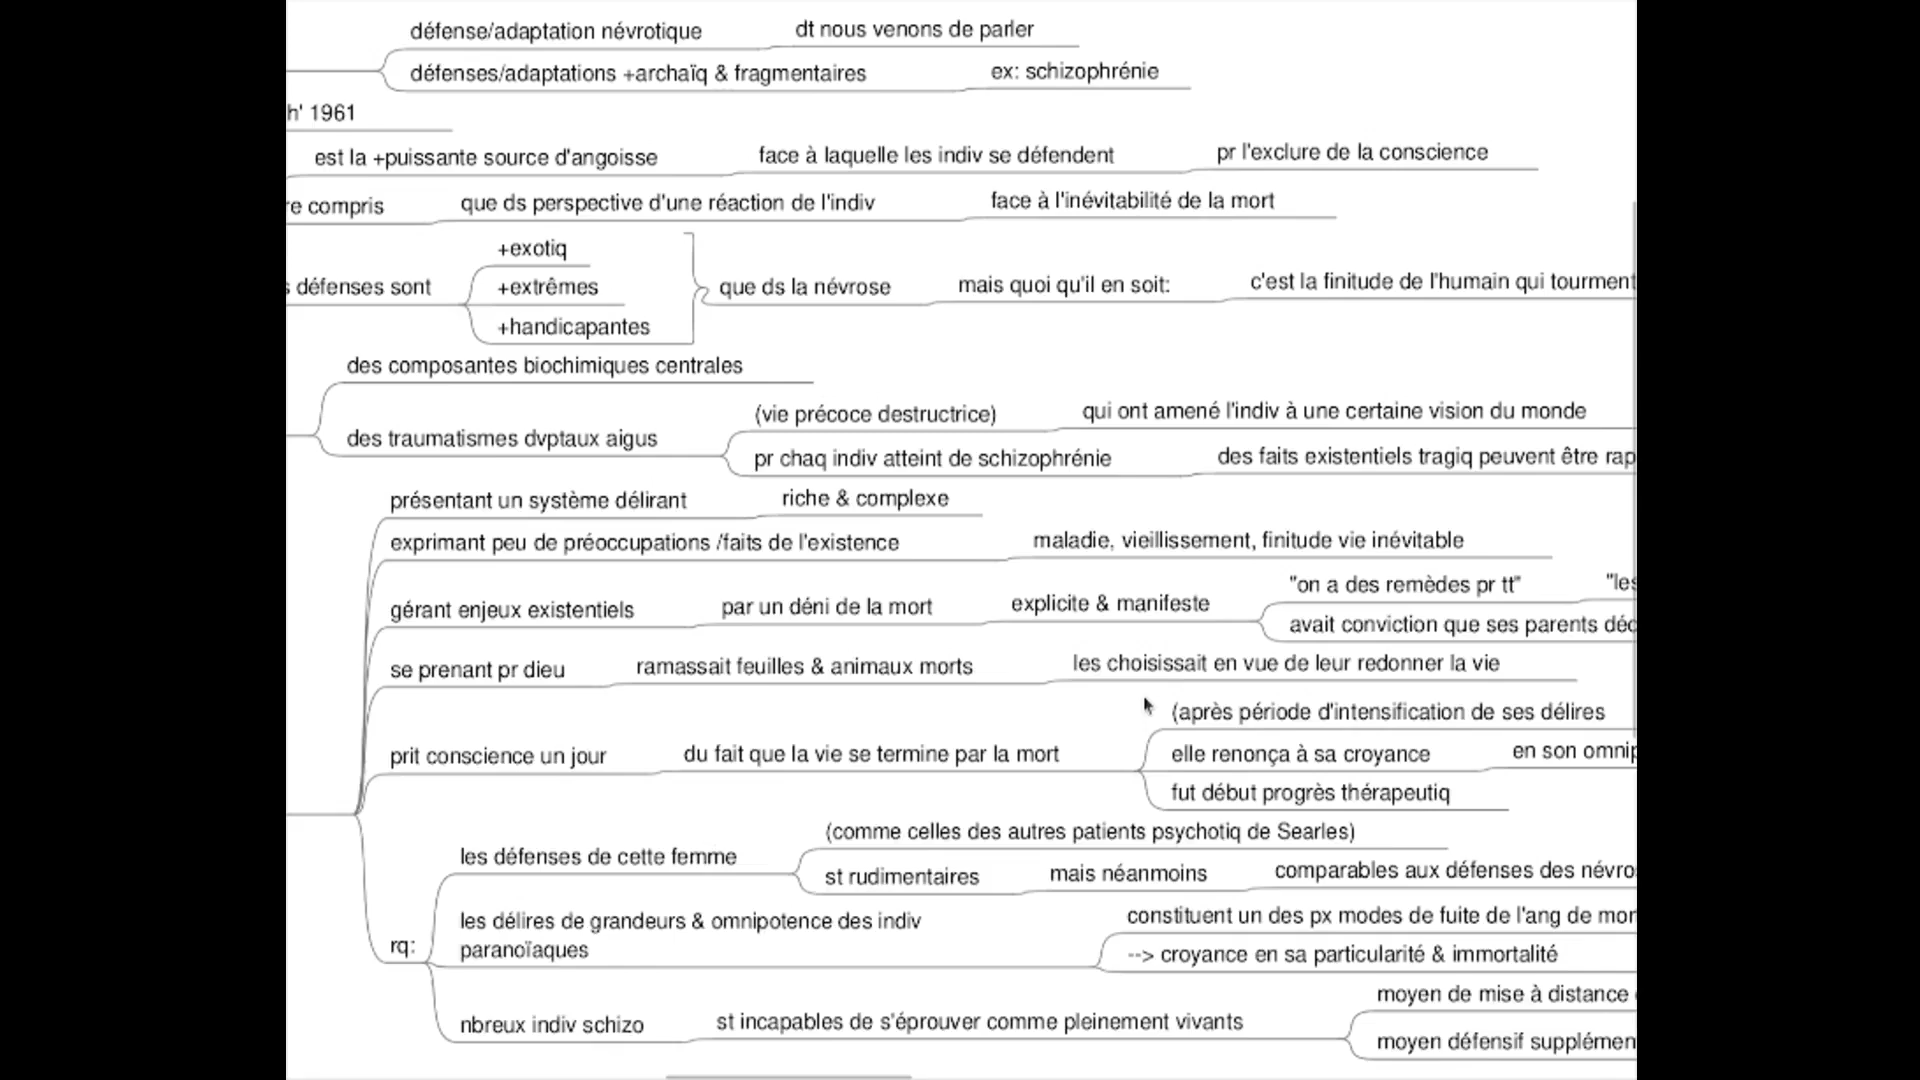 défense/adaptation névrotique
dt nous venons de parler
défenses/adaptations +archaïq & fragmentaires
ex: schizophrénie
h' 1961
est la +puissante source d'angoisse
face à laquelle les indiv se défendent
pr l'exclure de la conscience
re compris
que ds perspective d'une réaction de l'indiv
face à l'inévitabilité de la mort
s défenses sont
+exotiq
+extrêmes
+handicapantes
que ds la névrose
mais quoi qu'il en soit:
c'est la finitude de l'humain qui tourment
des composantes biochimiques centrales
des traumatismes dvptaux aigus
(vie précoce destructrice)
qui ont amené l'indiv à une certaine vision du monde
pr chaq indiv atteint de schizophrénie
des faits existentiels tragiq peuvent être rap
présentant un système délirant
riche & complexe
exprimant peu de préoccupations /faits de l'existence
maladie, vieillissement, finitude vie inévitable
gérant enjeux existentiels
par un déni de la mort
explicite & manifeste
"on a des remèdes pr tt"
"les
avait conviction que ses parents déc
se prenant pr dieu
ramassait feuilles & animaux morts
les choisissait en vue de leur redonner la vie
prit conscience un jour
du fait que la vie se termine par la mort
(après période d'intensification de ses délires
elle renonça à sa croyance
en son omnip
fut début progrès thérapeutiq
rq:
les défenses de cette femme
(comme celles des autres patients psychotiq de Searles)
st rudimentaires
mais néanmoins
comparables aux défenses des névro
les délires de grandeurs & omnipotence des indiv
paranoïaques
constituent un des px modes de fuite de l'ang de mor
--> croyance en sa particularité & immortalité
nbreux indiv schizo
st incapables de s'éprouver comme pleinement vivants
moyen de mise à distance
moyen défensif supplémen